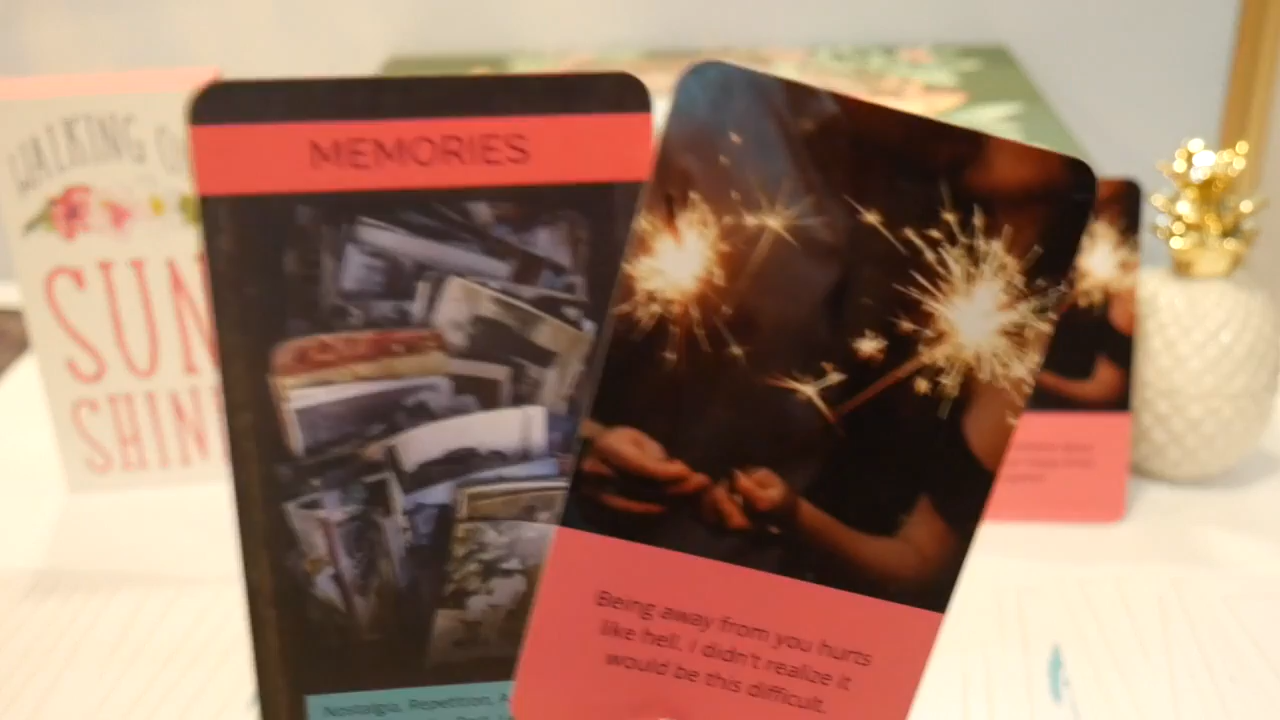 WALKING
SUN
SHIN
MEMORIES
Nostalgia, Repetition,
Being away from you hurts
like hell. I didn't realize it
would be this difficult.